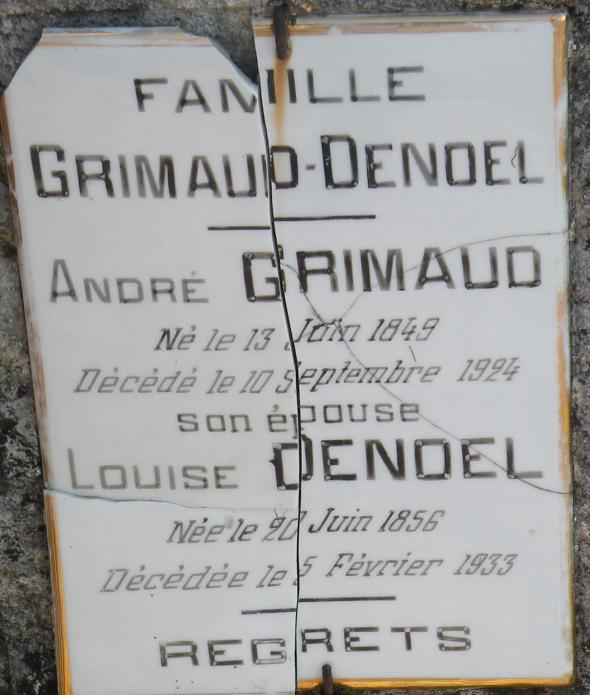 FAMILLE
GRIMAUD-DENOEL
ANDRÉ GRIMAUD
Né le 13 Juin 1849
Décédé le 10 Septembre 1924
son épouse
LOUISE DENOEL
Née le 20 Juin 1856
Décédée le 5 Février 1933
REGRETS